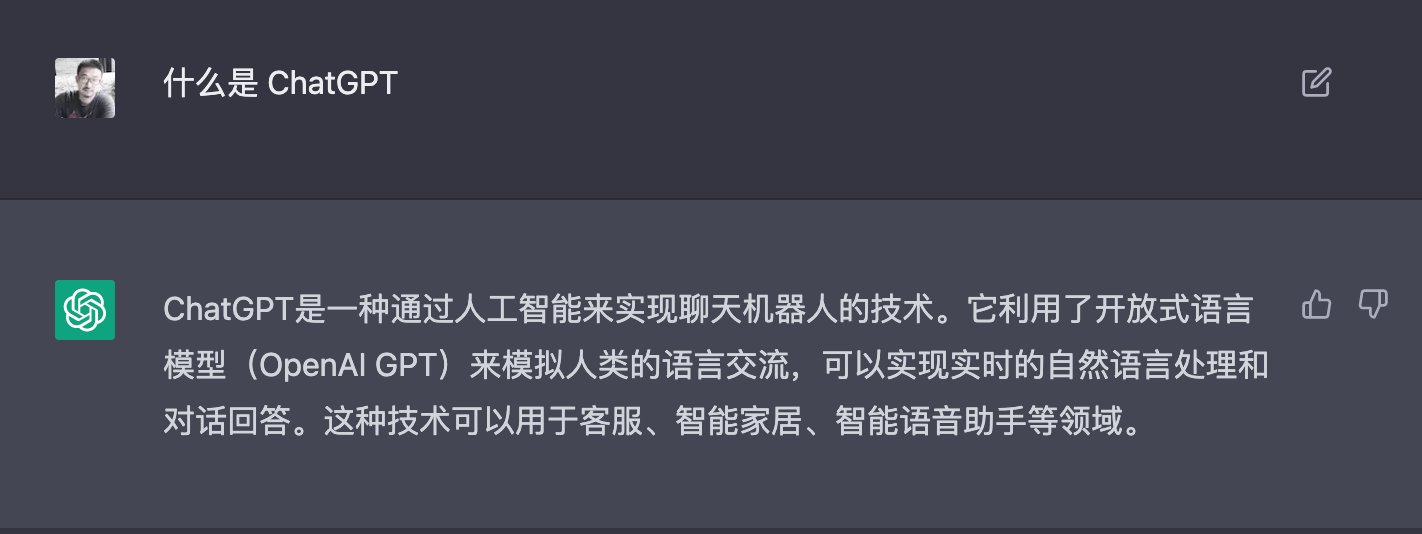 什么是 ChatGPT
ChatGPT是一种通过人工智能来实现聊天机器人的技术。它利用了开放式语言
模型（OpenAI GPT）来模拟人类的语言交流，可以实现实时的自然语言处理和
对话回答。这种技术可以用于客服、智能家居、智能语音助手等领域。